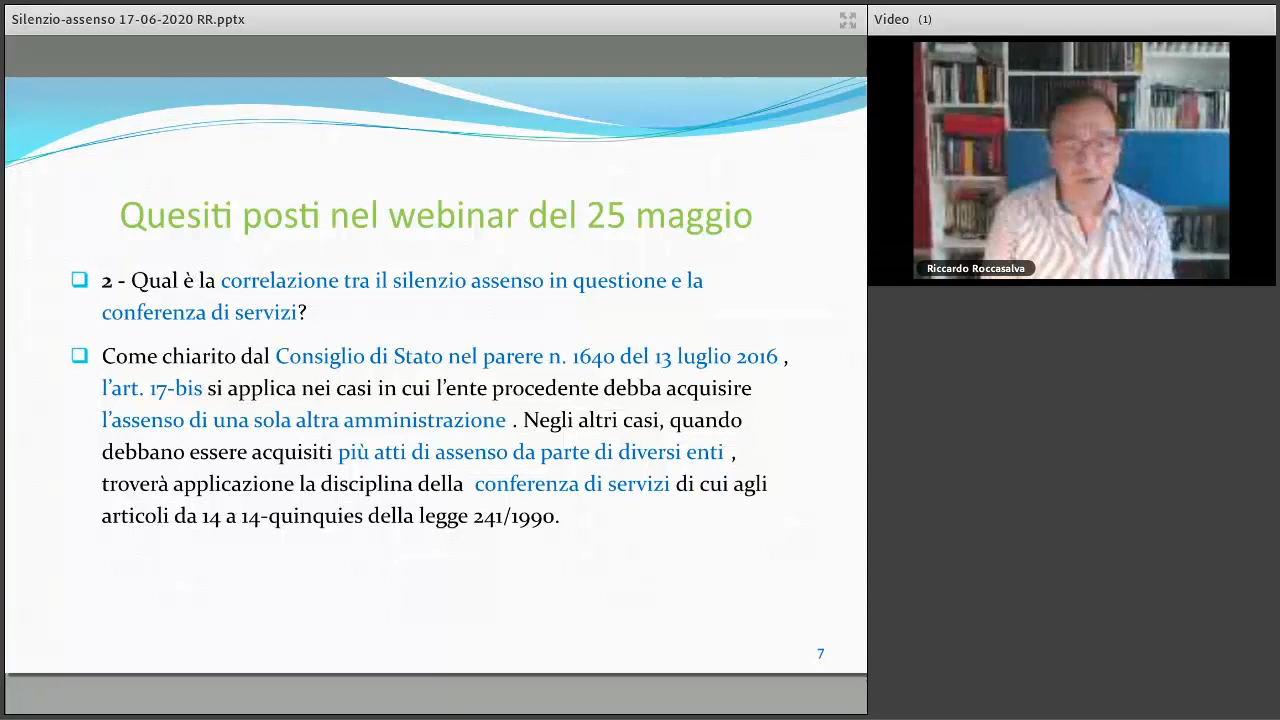 Silenzio-assenso 17-06-2020 RR.pptx
Video (1)
Riccardo Roccasalva
Quesiti posti nel webinar del 25 maggio
2 - Qual è la correlazione tra il silenzio assenso in questione e la
conferenza di servizi?
Come chiarito dal Consiglio di Stato nel parere n. 1640 del 13 luglio 2016 ,
l’art. 17-bis si applica nei casi in cui l’ente procedente debba acquisire
l’assenso di una sola altra amministrazione . Negli altri casi, quando
debbano essere acquisiti più atti di assenso da parte di diversi enti ,
troverà applicazione la disciplina della conferenza di servizi di cui agli
articoli da 14 a 14-quinquies della legge 241/1990.
7